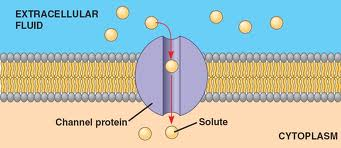 EXTRACELLULAR
FLUID
Channel protein
Solute
CYTOPLASM